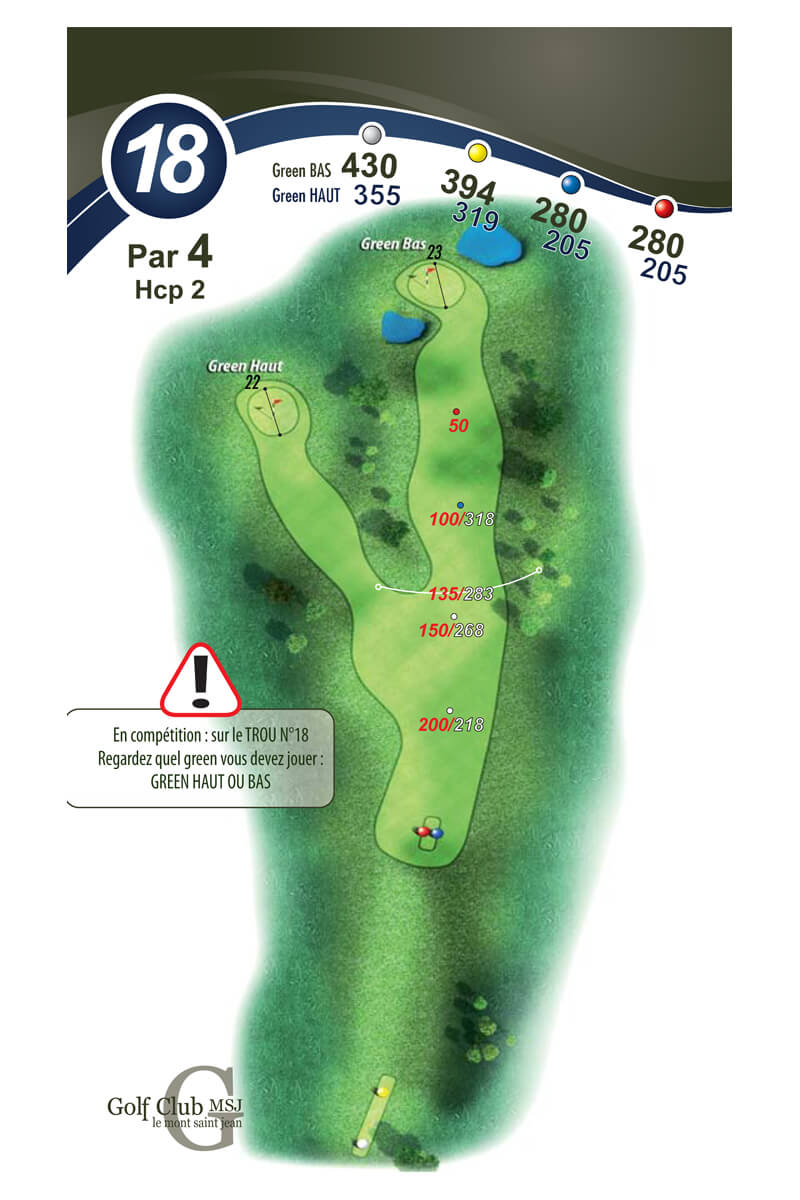 18
Green BAS 430 394 280 280
Green HAUT 355 319 205 205
Par 4
Hcp 2
Green Bas
23
Green Haut
22
50
100/318
135/283
150/268
200/218
!
En compétition : sur le TROU N°18
Regardez quel green vous devez jouer :
GREEN HAUT OU BAS
G
Golf Club MSJ
le mont saint jean